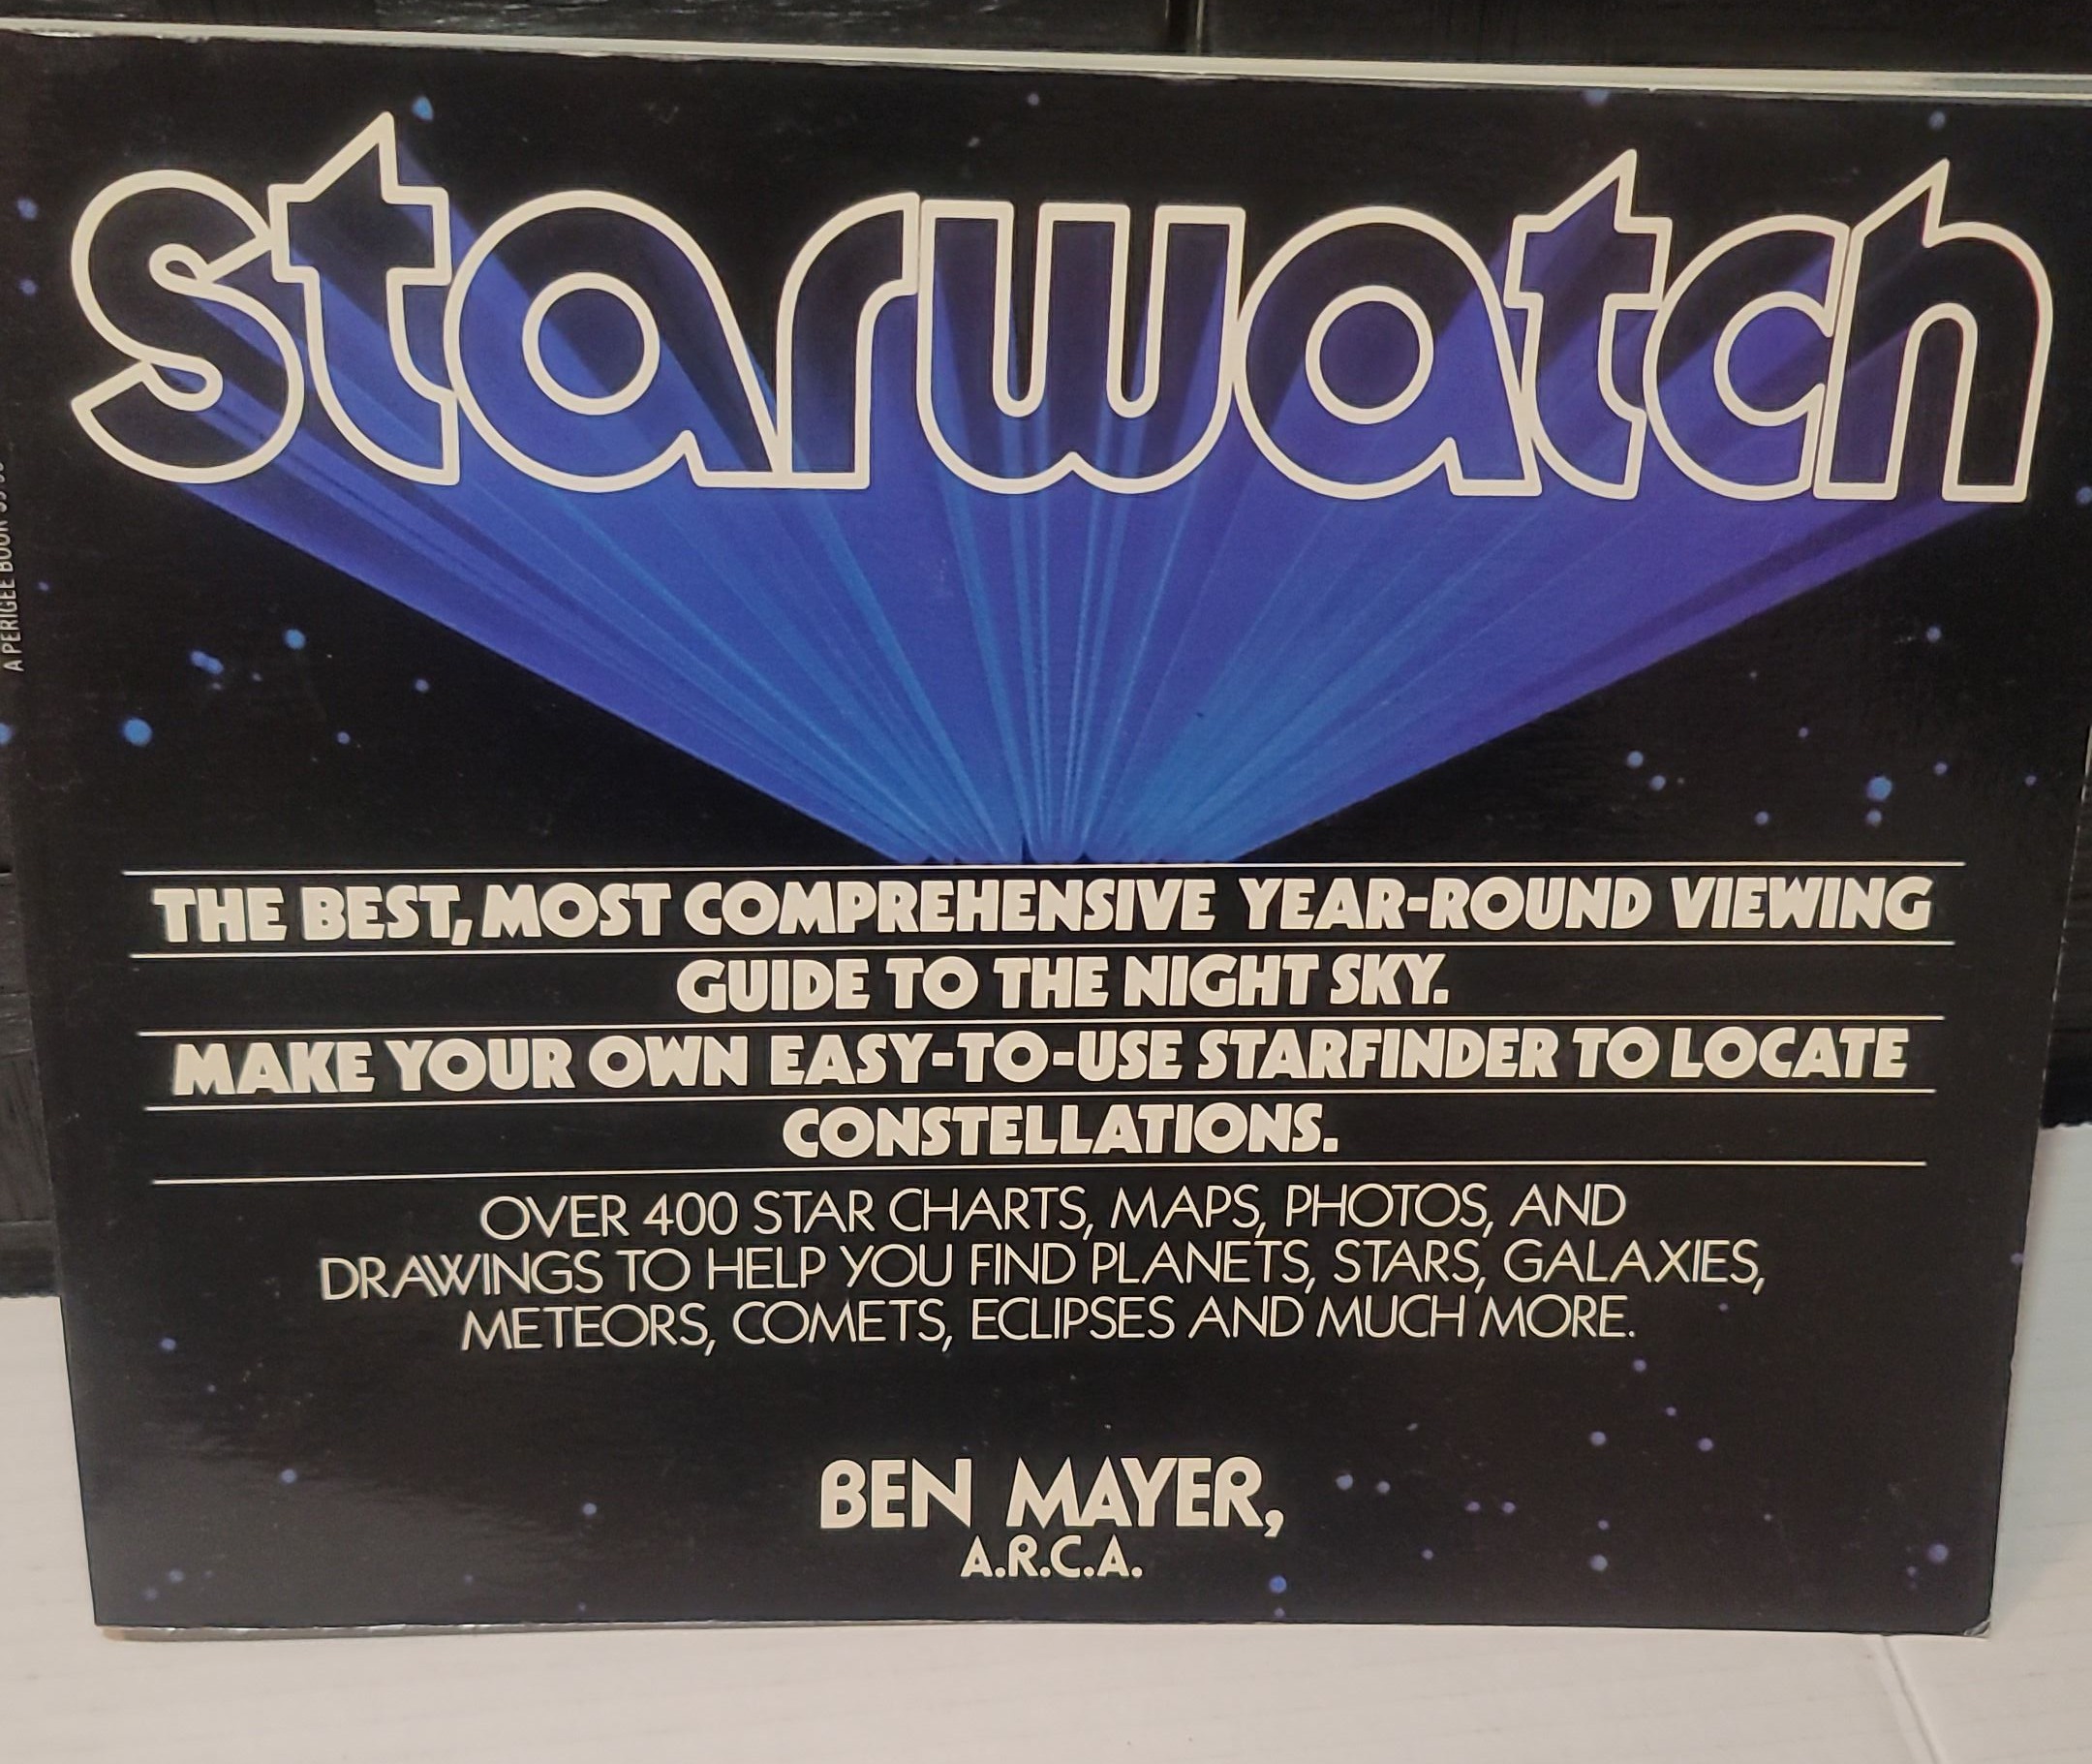 starwatch
A PERIGEE BOOK
THE BEST, MOST COMPREHENSIVE YEAR-ROUND VIEWING
GUIDE TO THE NIGHT SKY.
MAKE YOUR OWN EASY-TO-USE STARFINDER TO LOCATE
CONSTELLATIONS.
OVER 400 STAR CHARTS, MAPS, PHOTOS, AND
DRAWINGS TO HELP YOU FIND PLANETS, STARS, GALAXIES,
METEORS, COMETS, ECLIPSES AND MUCH MORE.
BEN MAYER,
A.R.C.A.